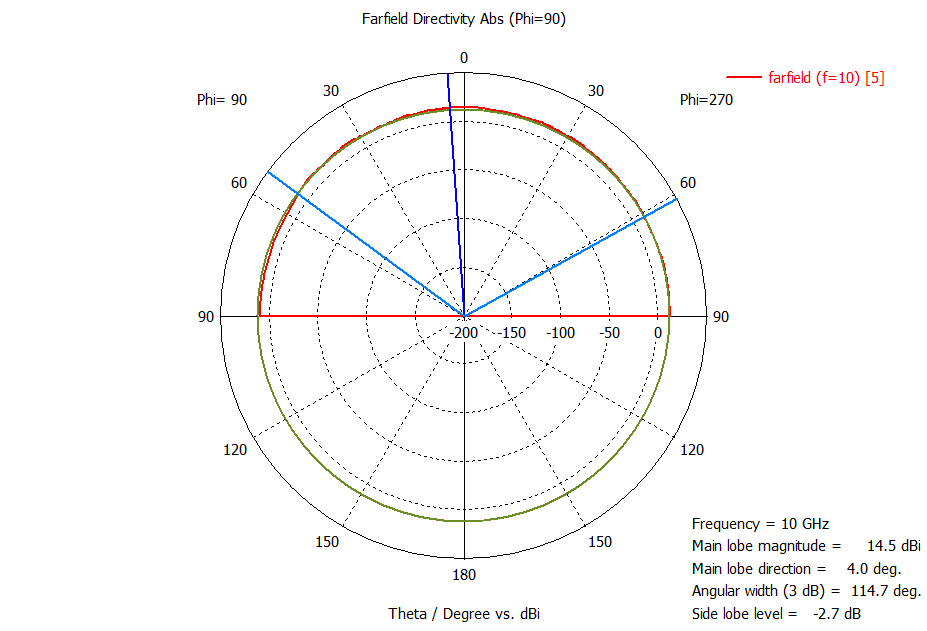 Farfield Directivity Abs (Phi=90)
0
farfield (f=10) [5]
30
30
Phi= 90
Phi=270
60
60
90
90
-200
-150
-100
-50
0
120
120
150
150
180
Frequency = 10 GHz
Main lobe magnitude = 14.5 dBi
Main lobe direction = 4.0 deg.
Angular width (3 dB) = 114.7 deg.
Side lobe level = -2.7 dB
Theta / Degree vs. dBi